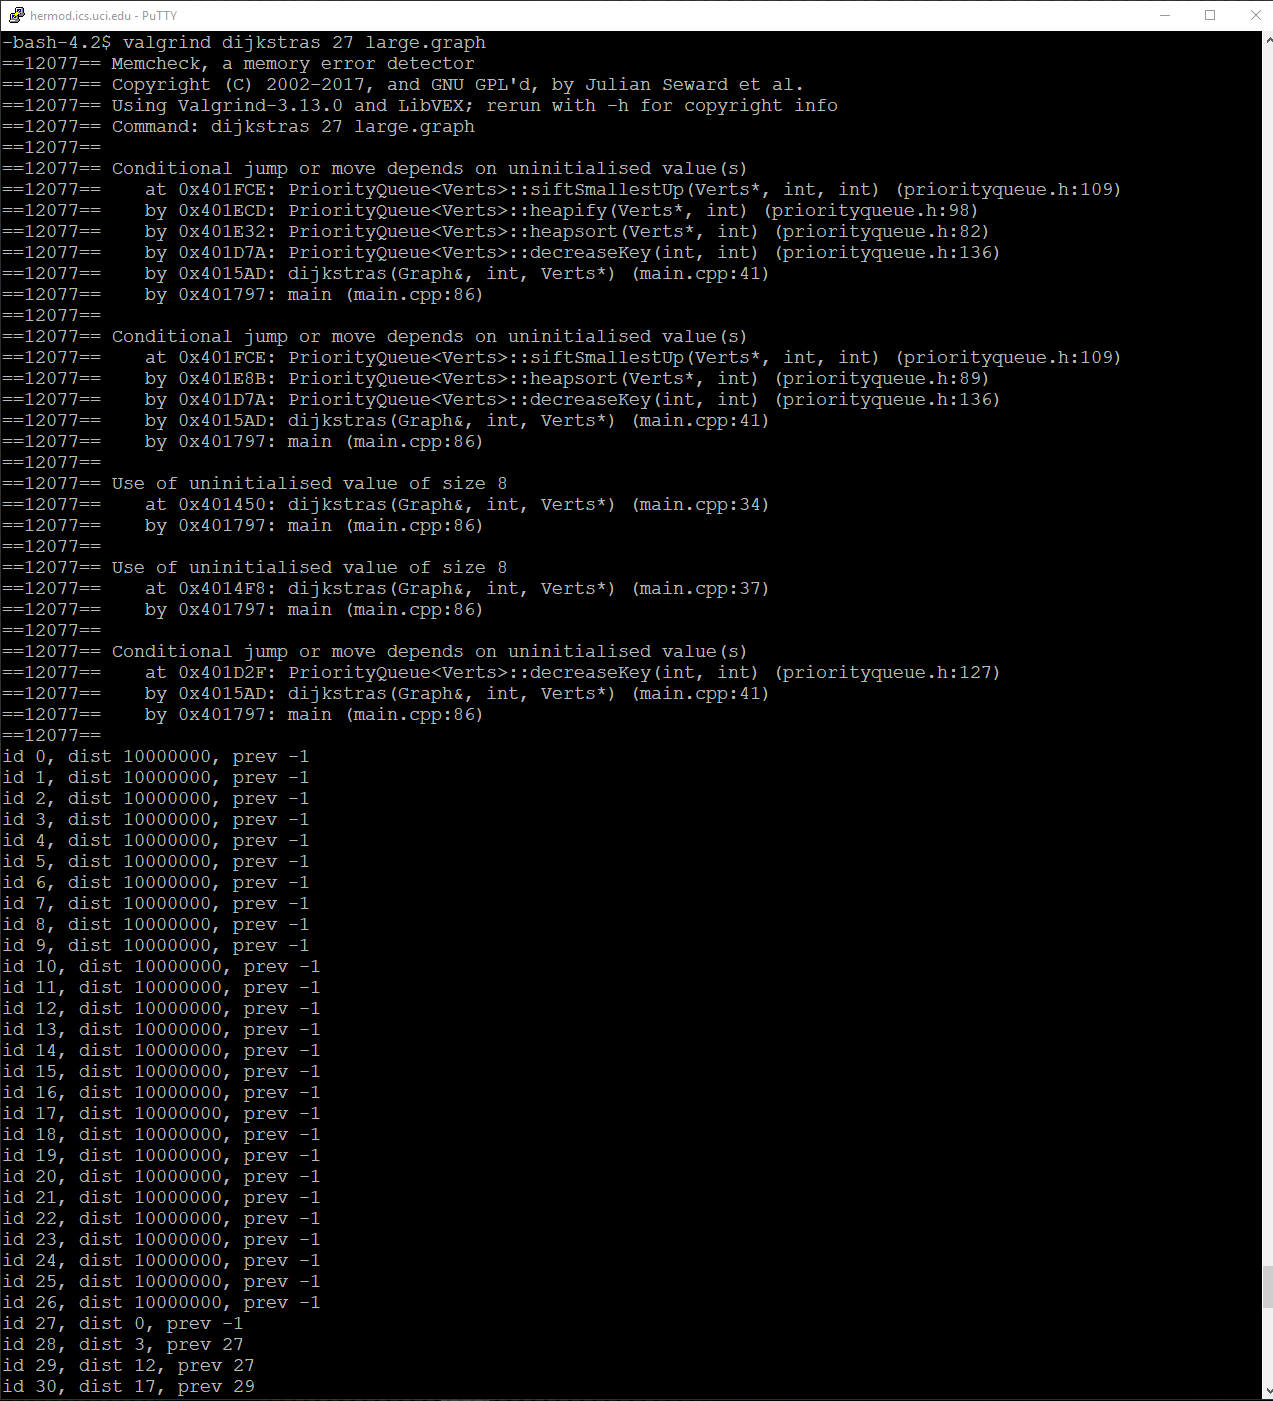 hermod.ics.uci.edu - PuTTY
-bash-4.2$ valgrind dijkstras 27 large.graph
==12077== Memcheck, a memory error detector
==12077== Copyright (C) 2002-2017, and GNU GPL'd, by Julian Seward et al.
==12077== Using Valgrind-3.13.0 and LibVEX; rerun with -h for copyright info
==12077== Command: dijkstras 27 large.graph
==12077==
==12077== Conditional jump or move depends on uninitialised value(s)
==12077==    at 0x401FCE: PriorityQueue<Verts>::siftSmallestUp(Verts*, int, int) (priorityqueue.h:109)
==12077==    by 0x401ECD: PriorityQueue<Verts>::heapify(Verts*, int) (priorityqueue.h:98)
==12077==    by 0x401E32: PriorityQueue<Verts>::heapsort(Verts*, int) (priorityqueue.h:82)
==12077==    by 0x401D7A: PriorityQueue<Verts>::decreaseKey(int, int) (priorityqueue.h:136)
==12077==    by 0x4015AD: dijkstras(Graph&, int, Verts*) (main.cpp:41)
==12077==    by 0x401797: main (main.cpp:86)
==12077==
==12077== Conditional jump or move depends on uninitialised value(s)
==12077==    at 0x401FCE: PriorityQueue<Verts>::siftSmallestUp(Verts*, int, int) (priorityqueue.h:109)
==12077==    by 0x401E8B: PriorityQueue<Verts>::heapsort(Verts*, int) (priorityqueue.h:89)
==12077==    by 0x401D7A: PriorityQueue<Verts>::decreaseKey(int, int) (priorityqueue.h:136)
==12077==    by 0x4015AD: dijkstras(Graph&, int, Verts*) (main.cpp:41)
==12077==    by 0x401797: main (main.cpp:86)
==12077==
==12077== Use of uninitialised value of size 8
==12077==    at 0x401450: dijkstras(Graph&, int, Verts*) (main.cpp:34)
==12077==    by 0x401797: main (main.cpp:86)
==12077==
==12077== Use of uninitialised value of size 8
==12077==    at 0x4014F8: dijkstras(Graph&, int, Verts*) (main.cpp:37)
==12077==    by 0x401797: main (main.cpp:86)
==12077==
==12077== Conditional jump or move depends on uninitialised value(s)
==12077==    at 0x401D2F: PriorityQueue<Verts>::decreaseKey(int, int) (priorityqueue.h:127)
==12077==    by 0x4015AD: dijkstras(Graph&, int, Verts*) (main.cpp:41)
==12077==    by 0x401797: main (main.cpp:86)
==12077==
id 0, dist 10000000, prev -1
id 1, dist 10000000, prev -1
id 2, dist 10000000, prev -1
id 3, dist 10000000, prev -1
id 4, dist 10000000, prev -1
id 5, dist 10000000, prev -1
id 6, dist 10000000, prev -1
id 7, dist 10000000, prev -1
id 8, dist 10000000, prev -1
id 9, dist 10000000, prev -1
id 10, dist 10000000, prev -1
id 11, dist 10000000, prev -1
id 12, dist 10000000, prev -1
id 13, dist 10000000, prev -1
id 14, dist 10000000, prev -1
id 15, dist 10000000, prev -1
id 16, dist 10000000, prev -1
id 17, dist 10000000, prev -1
id 18, dist 10000000, prev -1
id 19, dist 10000000, prev -1
id 20, dist 10000000, prev -1
id 21, dist 10000000, prev -1
id 22, dist 10000000, prev -1
id 23, dist 10000000, prev -1
id 24, dist 10000000, prev -1
id 25, dist 10000000, prev -1
id 26, dist 10000000, prev -1
id 27, dist 0, prev -1
id 28, dist 3, prev 27
id 29, dist 12, prev 27
id 30, dist 17, prev 29